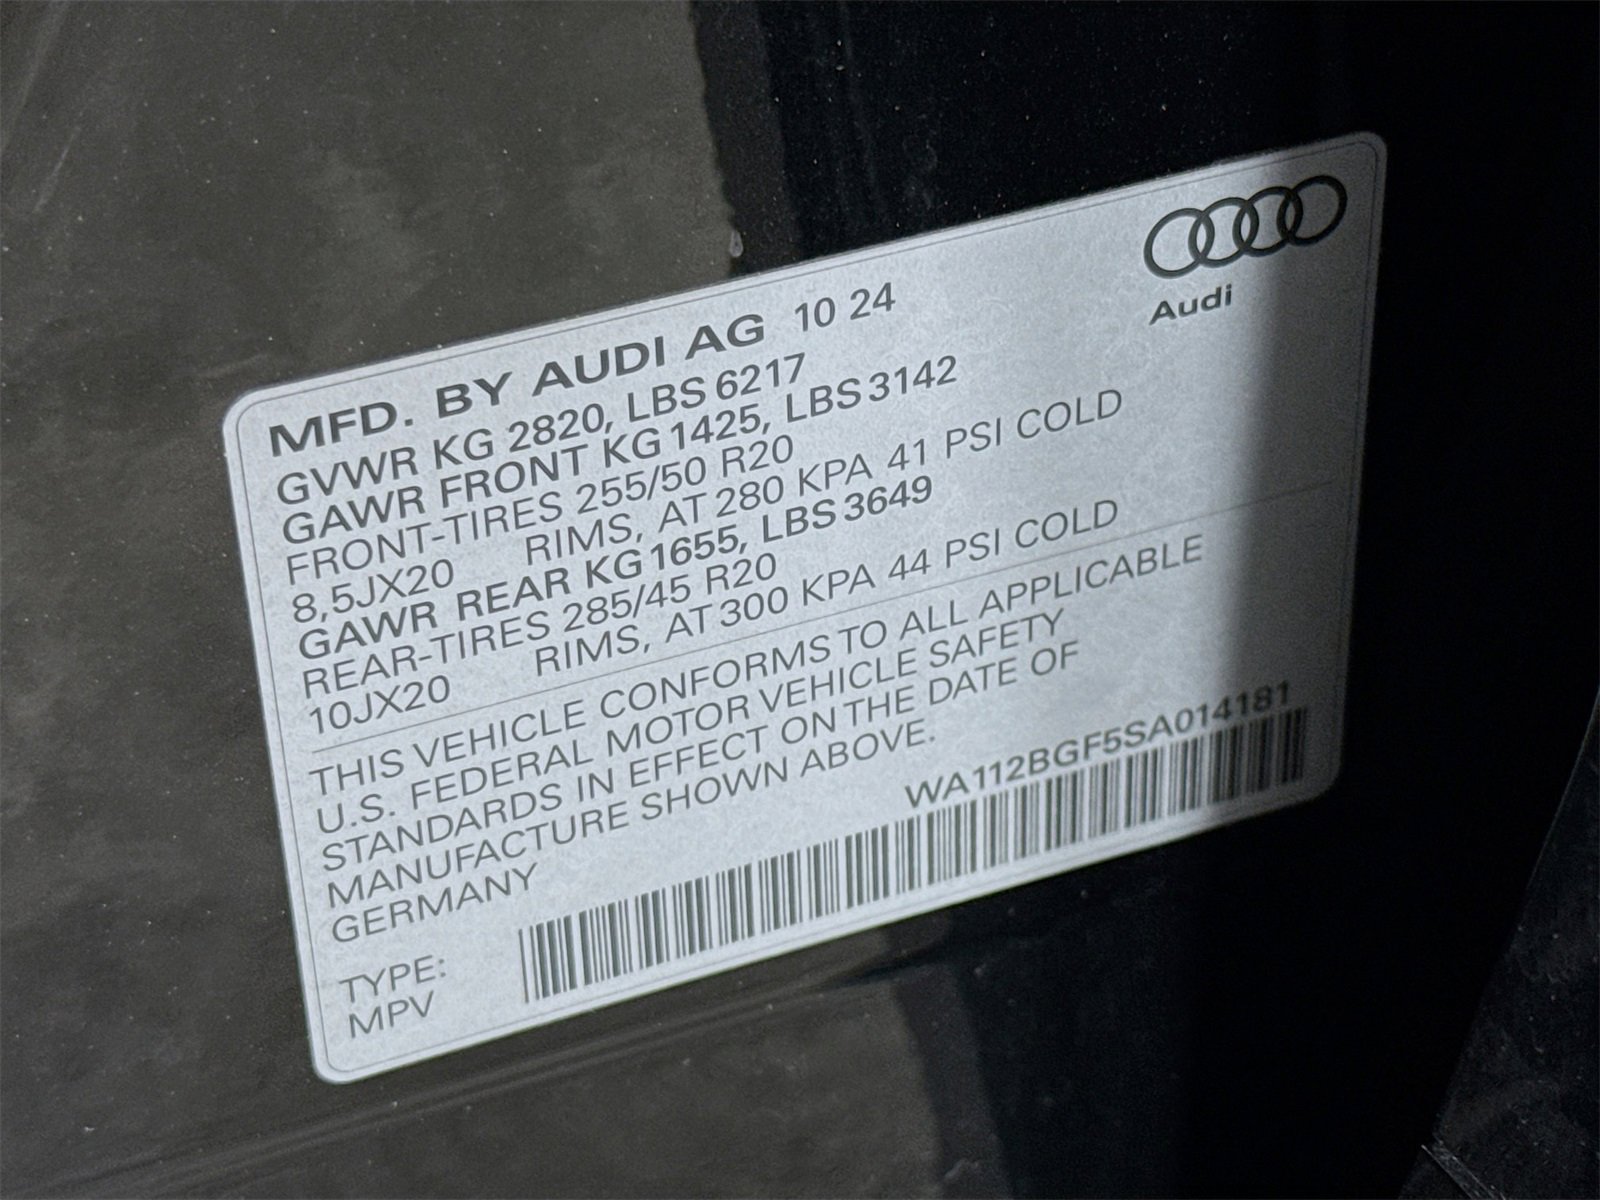 Audi
MFD. BY AUDI AG 10 24
GVWR KG 2820, LBS 6217
GAWR FRONT KG 1425, LBS 3142
FRONT-TIRES 255/50 R20
8,5JX20 RIMS, AT 280 KPA 41 PSI COLD
GAWR REAR KG 1655, LBS 3649
REAR-TIRES 285/45 R20
10JX20 RIMS, AT 300 KPA 44 PSI COLD
THIS VEHICLE CONFORMS TO ALL APPLICABLE
U.S. FEDERAL MOTOR VEHICLE SAFETY
STANDARDS IN EFFECT ON THE DATE OF
MANUFACTURE SHOWN ABOVE.
GERMANY
WA112BGF5SA014181
TYPE:
MPV